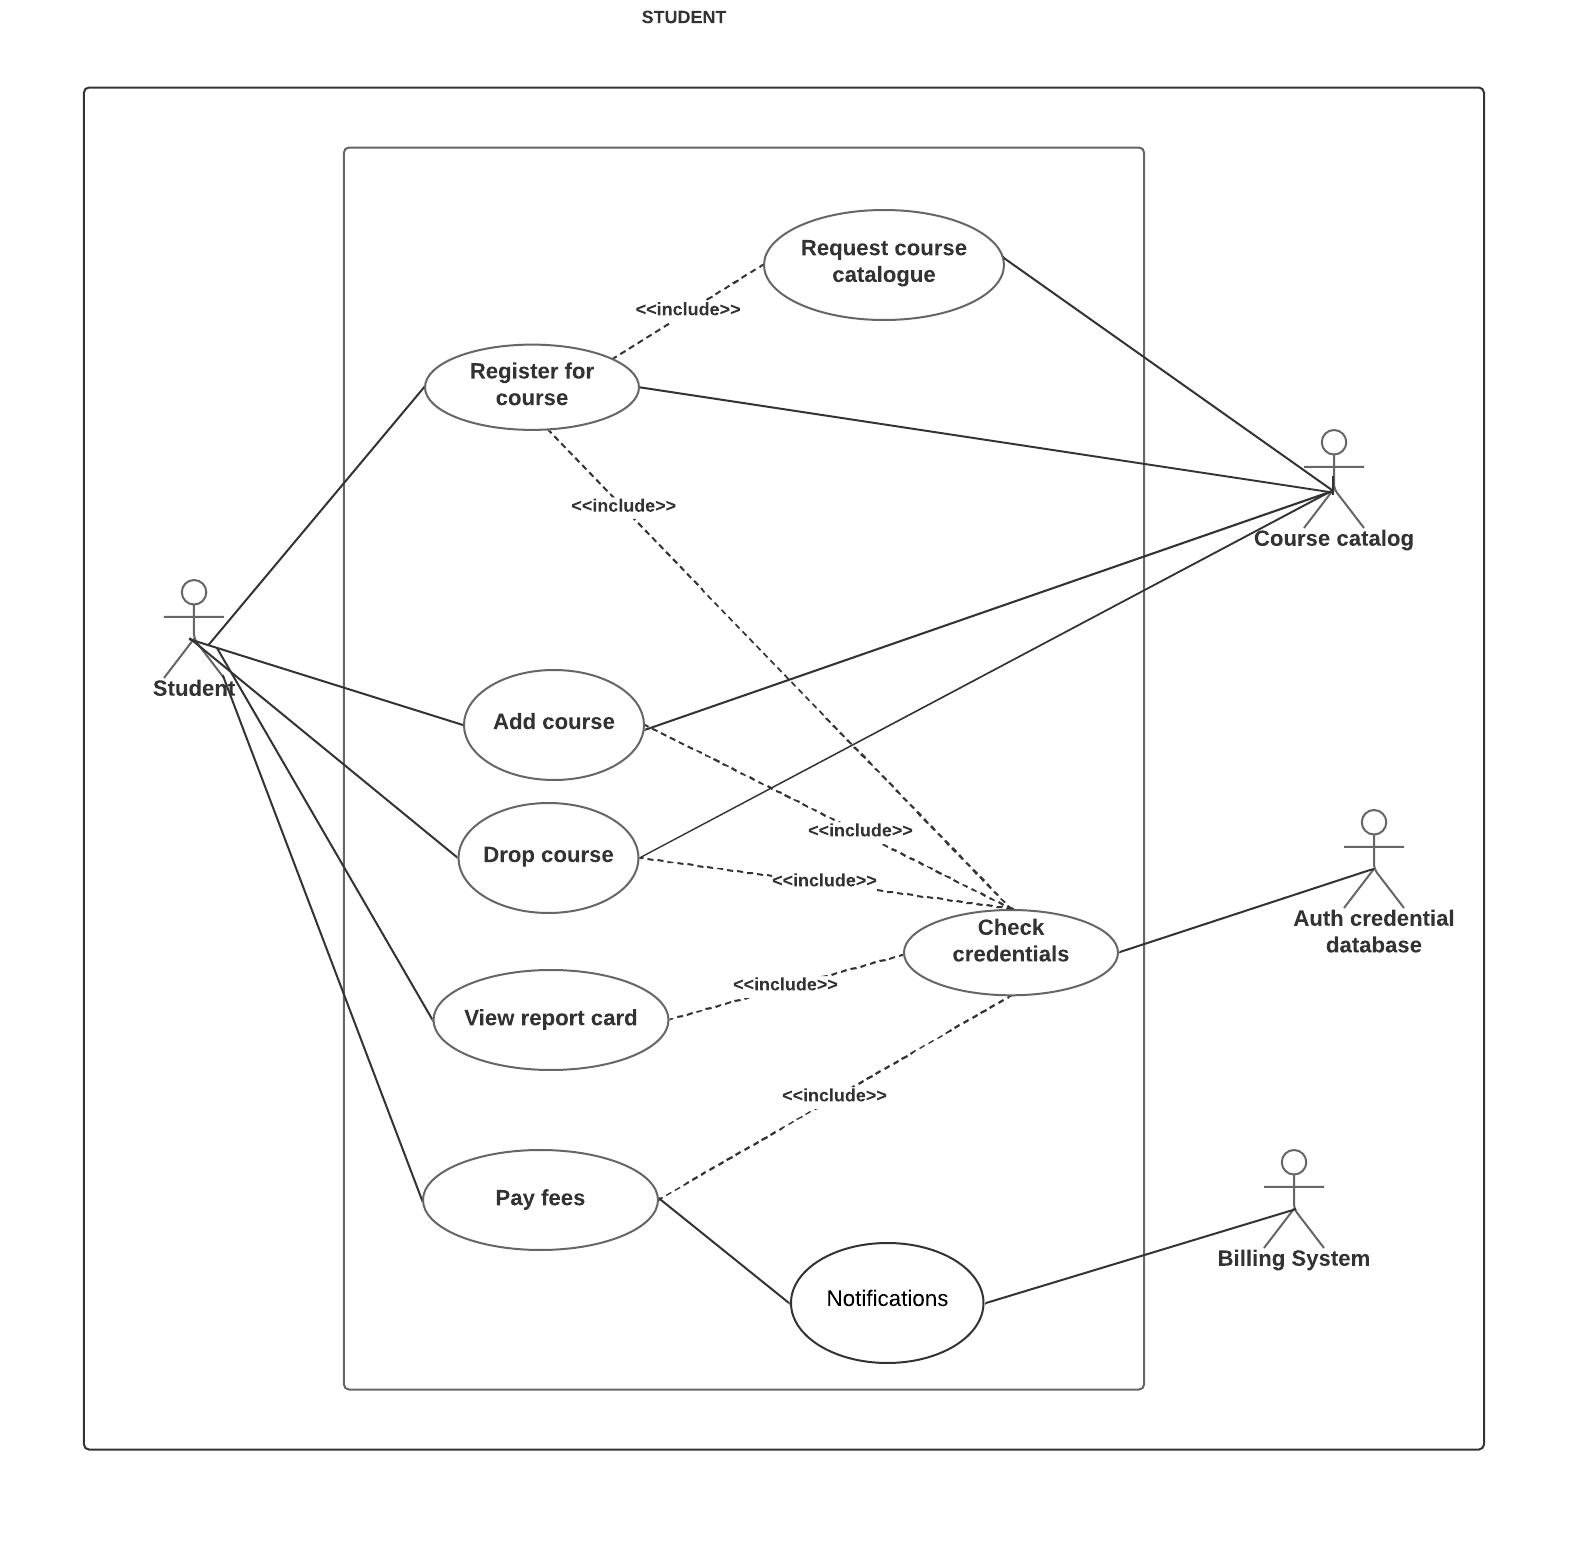 STUDENT
Request course
catalogue
<<include>>
Register for
course
<<include>>
Course catalog
Student
Add course
<<include>>
Drop course
<<include>>
Auth credential
database
Check
credentials
<<include>>
View report card
<<include>>
Pay fees
Billing System
Notifications